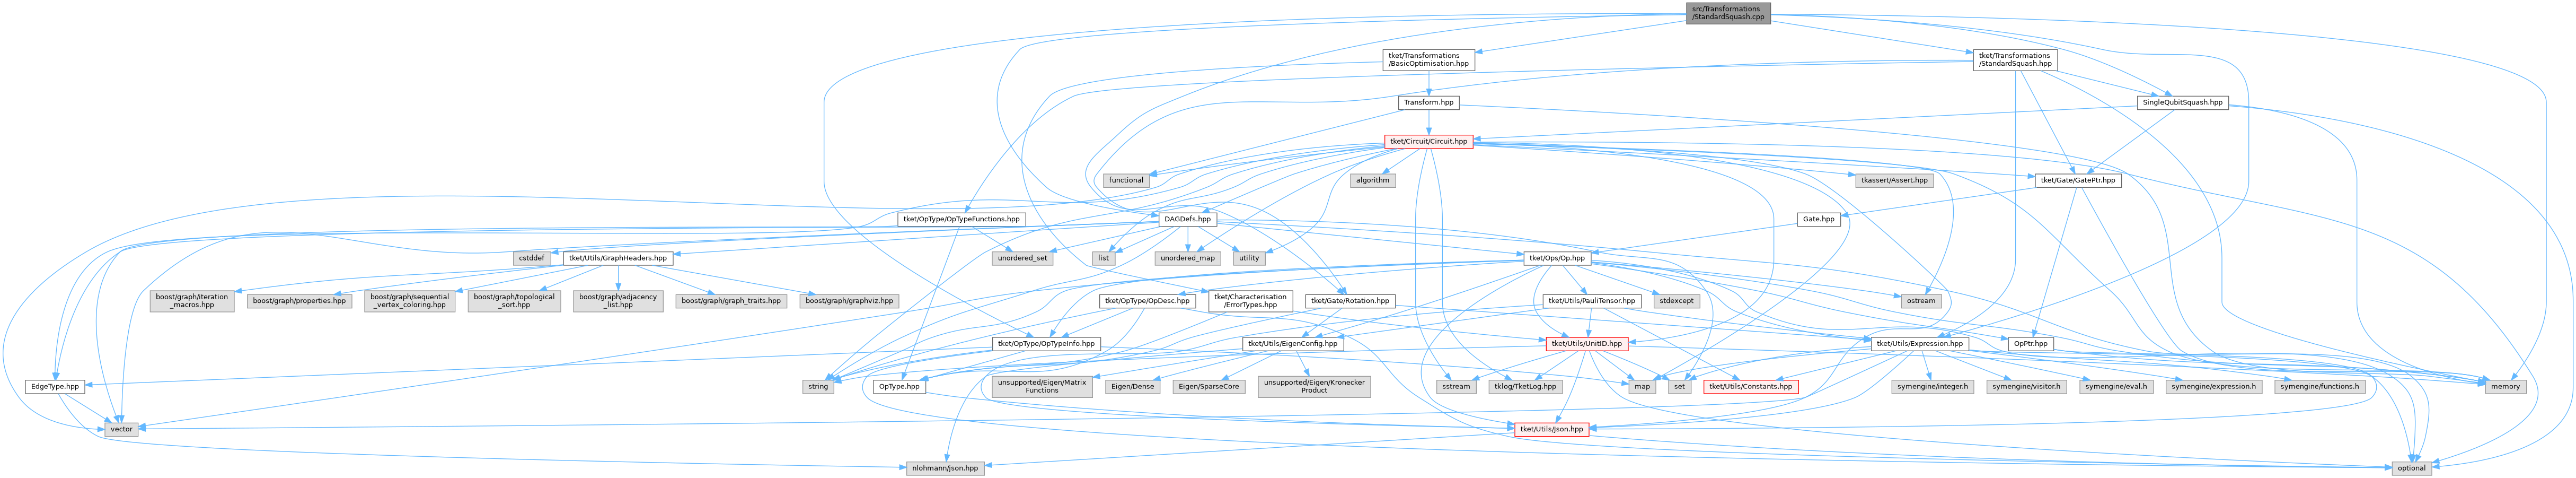 src/Transformations
/StandardSquash.cpp
tket/Transformations
/BasicOptimisation.hpp
tket/Transformations
/StandardSquash.hpp
Transform.hpp
SingleQubitSquash.hpp
tket/Circuit/Circuit.hpp
functional
algorithm
tkassert/Assert.hpp
tket/Gate/GatePtr.hpp
tket/OpType/OpTypeFunctions.hpp
DAGDefs.hpp
Gate.hpp
cstddef
tket/Utils/GraphHeaders.hpp
unordered_set
list
unordered_map
utility
tket/Ops/Op.hpp
boost/graph/iteration
_macros.hpp
boost/graph/properties.hpp
boost/graph/sequential
_vertex_coloring.hpp
boost/graph/topological
_sort.hpp
boost/graph/adjacency
_list.hpp
boost/graph/graph_traits.hpp
boost/graph/graphviz.hpp
tket/OpType/OpDesc.hpp
tket/Characterisation
/ErrorTypes.hpp
tket/Gate/Rotation.hpp
tket/Utils/PauliTensor.hpp
stdexcept
ostream
tket/OpType/OpTypeInfo.hpp
tket/Utils/EigenConfig.hpp
tket/Utils/UnitID.hpp
tket/Utils/Expression.hpp
OpPtr.hpp
EdgeType.hpp
string
OpType.hpp
unsupported/Eigen/Matrix
Functions
Eigen/Dense
Eigen/SparseCore
unsupported/Eigen/Kronecker
Product
sstream
tklog/TketLog.hpp
map
set
tket/Utils/Constants.hpp
symengine/integer.h
symengine/visitor.h
symengine/eval.h
symengine/expression.h
symengine/functions.h
memory
vector
tket/Utils/Json.hpp
nlohmann/json.hpp
optional